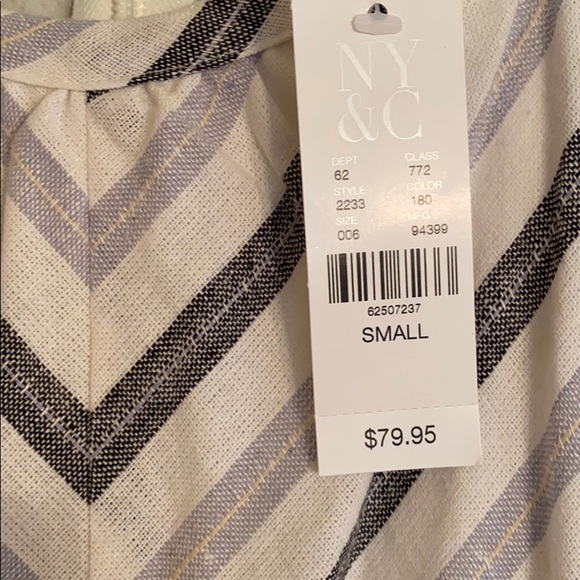 NY
&C
DEPT CLASS
62 772
STYLE COLOR
2233 180
SIZE MFG
006 94399
62507237
SMALL
$79.95